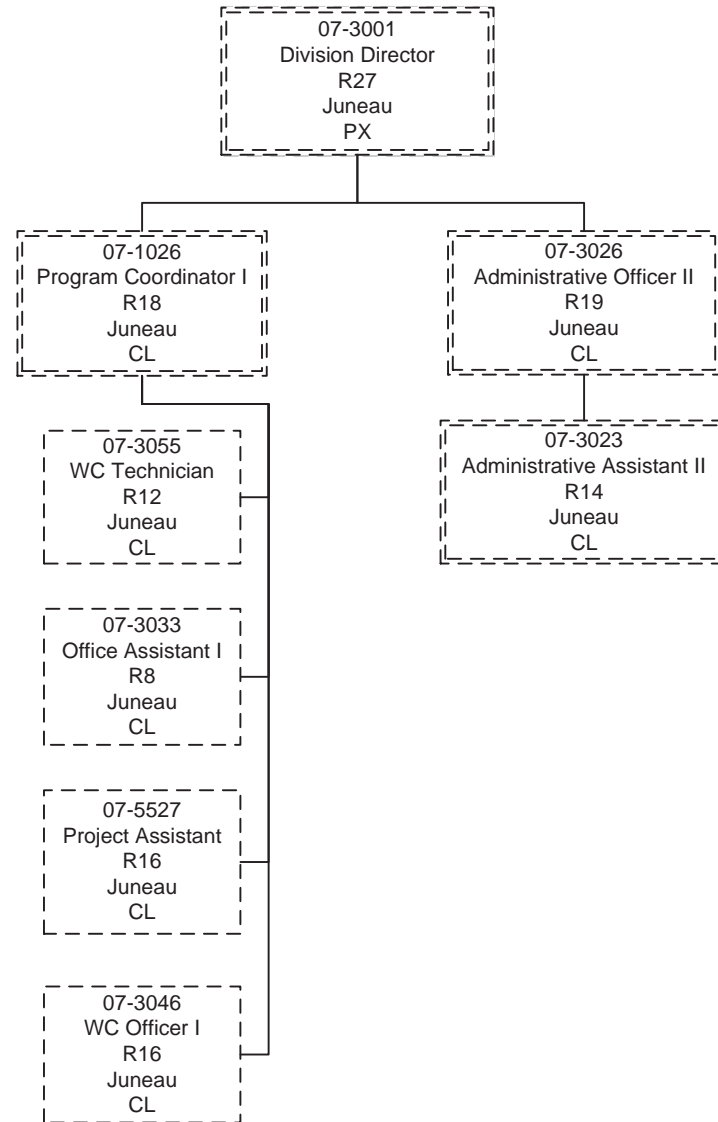 07-3001
Division Director
R27
Juneau
PX
07-1026
Program Coordinator I
R18
Juneau
CL
07-3026
Administrative Officer II
R19
Juneau
CL
07-3055
WC Technician
R12
Juneau
CL
07-3023
Administrative Assistant II
R14
Juneau
CL
07-3033
Office Assistant I
R8
Juneau
CL
07-5527
Project Assistant
R16
Juneau
CL
07-3046
WC Officer I
R16
Juneau
CL